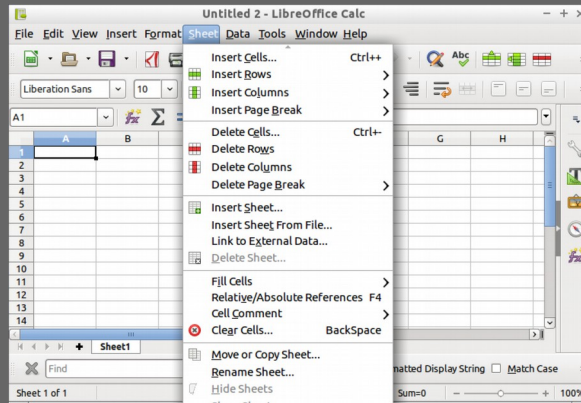 Untitled 2 - LibreOffice Calc
File Edit View Insert Format Sheet Data Tools Window Help
Liberation Sans 10
A1
A B G H
1
2
3
4
5
6
7
8
9
10
11
12
13
14
Insert Cells... Ctrl++
Insert Rows
Insert Columns
Insert Page Break
Delete Cells... Ctrl+-
Delete Rows
Delete Columns
Delete Page Break
Insert Sheet...
Insert Sheet From File...
Link to External Data...
Delete Sheet...
Fill Cells
Relative/Absolute References F4
Cell Comment
Clear Cells... BackSpace
Move or Copy Sheet...
Rename Sheet...
Hide Sheets
Sheet1
Find Display String Match Case
Sheet 1 of 1 Sum=0 100%
Abc